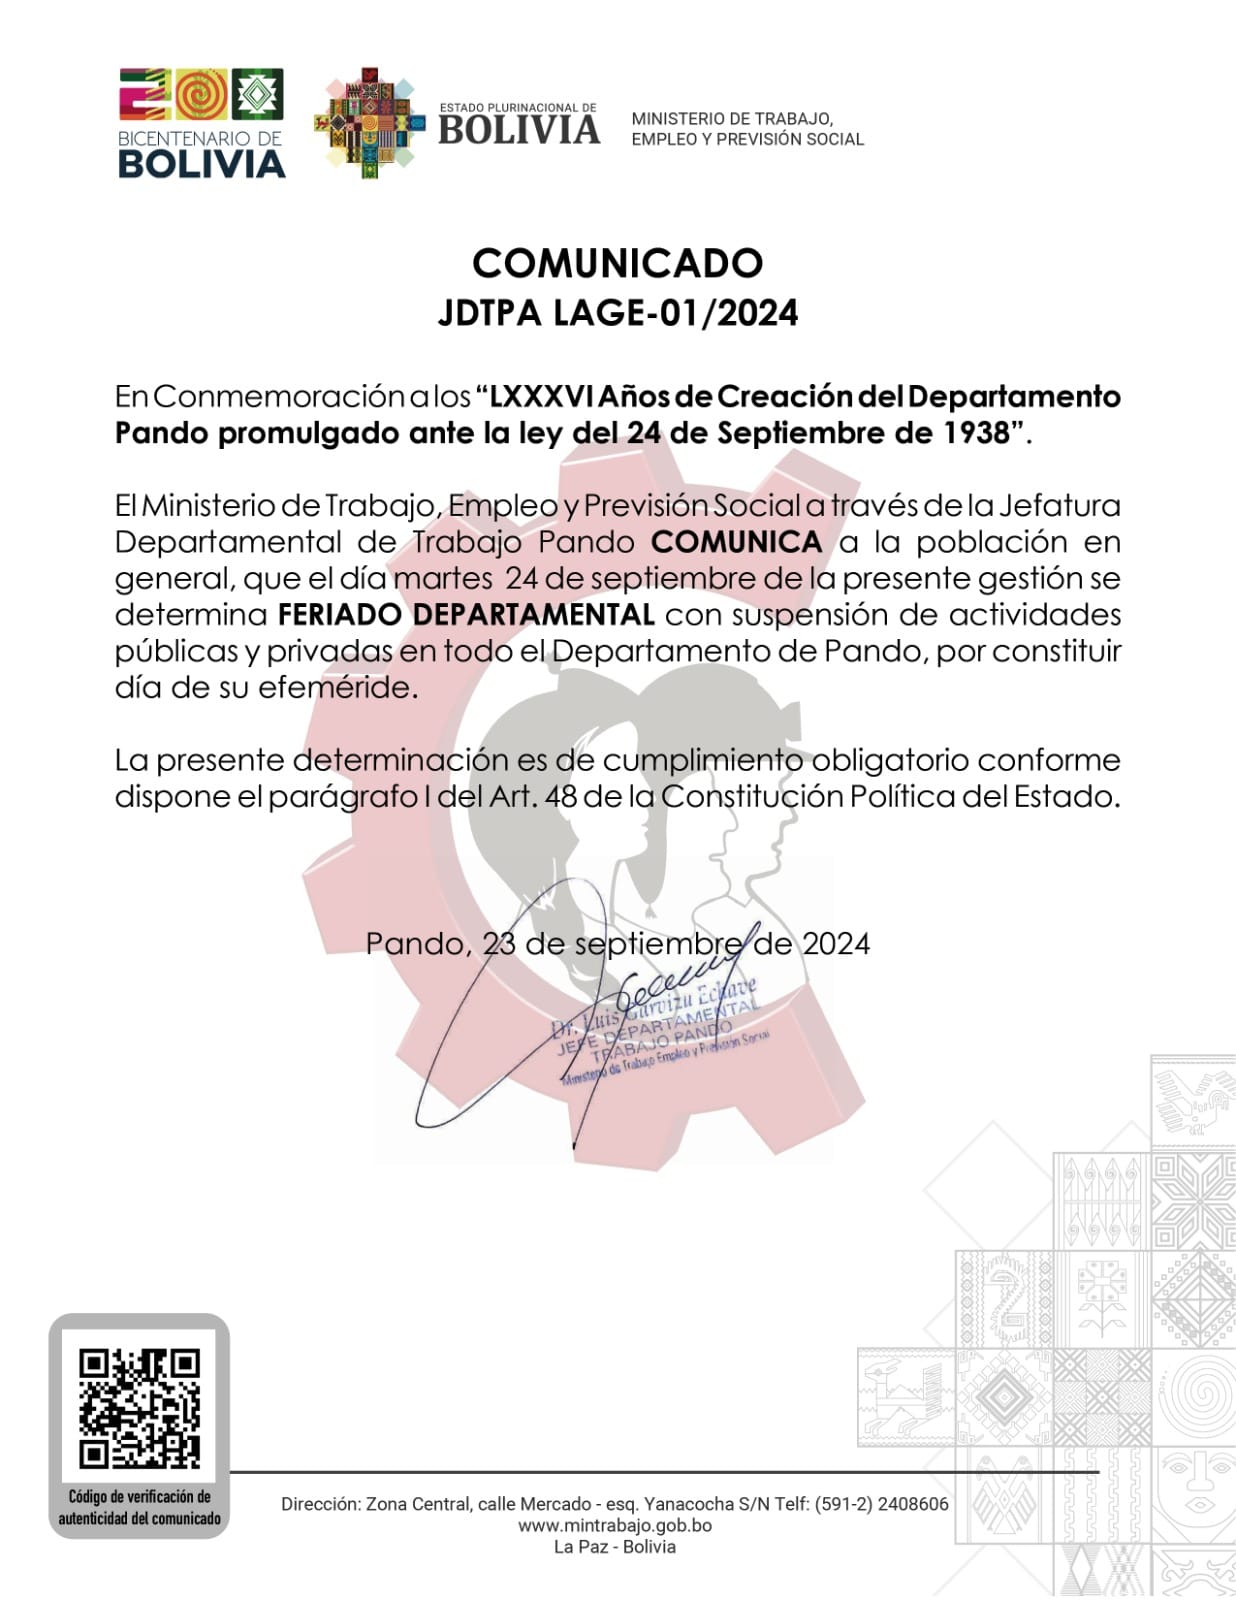 BICENTENARIO DE
BOLIVIA
ESTADO PLURINACIONAL DE
BOLIVIA
MINISTERIO DE TRABAJO,
EMPLEO Y PREVISIÓN SOCIAL
COMUNICADO
JDTPA LAGE-01/2024
En Conmemoración a los “LXXXVI Años de Creación del Departamento
Pando promulgado ante la ley del 24 de Septiembre de 1938”.
El Ministerio de Trabajo, Empleo y Previsión Social a través de la Jefatura
Departamental de Trabajo Pando COMUNICA a la población en
general, que el día martes 24 de septiembre de la presente gestión se
determina FERIADO DEPARTAMENTAL con suspensión de actividades
públicas y privadas en todo el Departamento de Pando, por constituir
día de su efeméride.
La presente determinación es de cumplimiento obligatorio conforme
dispone el parágrafo I del Art. 48 de la Constitución Política del Estado.
Pando, 23 de septiembre de 2024
Dr. Luis Garvizu Echave
JEFE DEPARTAMENTAL
TRABAJO PANDO
Ministerio de Trabajo Empleo y Previsión Social
Código de verificación de
autenticidad del comunicado
Dirección: Zona Central, calle Mercado - esq. Yanacocha S/N Telf: (591-2) 2408606
www.mintrabajo.gob.bo
La Paz - Bolivia